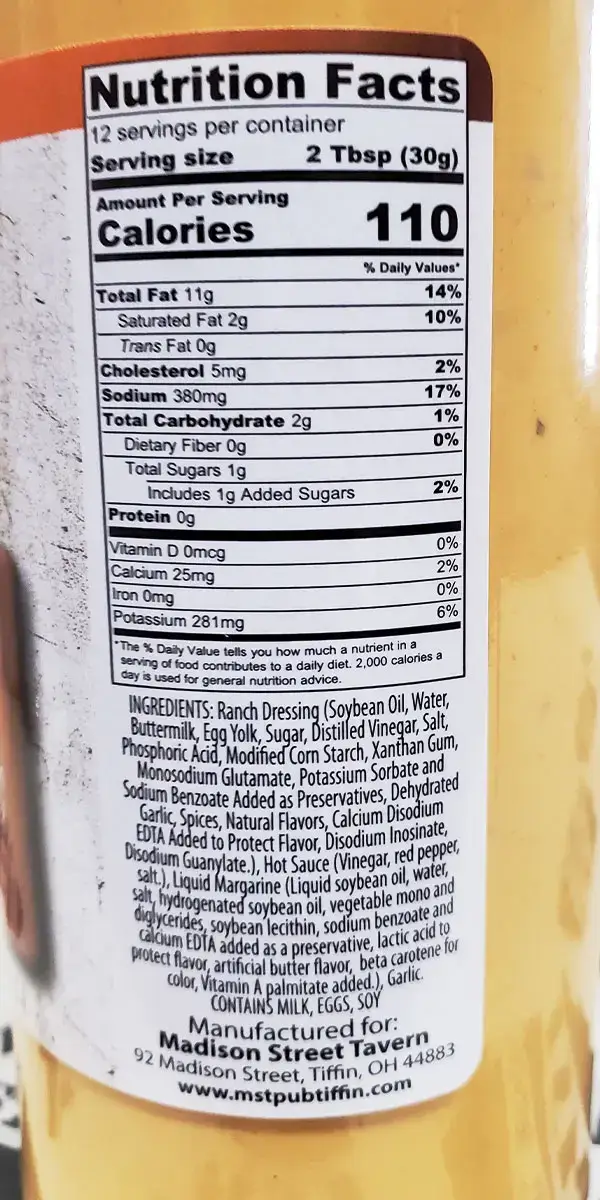 Nutrition Facts
12 servings per container
Serving size 2 Tbsp (30g)
Amount Per Serving
Calories 110
% Daily Values*
Total Fat 11g 14%
Saturated Fat 2g 10%
Trans Fat 0g
Cholesterol 5mg 2%
Sodium 380mg 17%
Total Carbohydrate 2g 1%
Dietary Fiber 0g 0%
Total Sugars 1g
Includes 1g Added Sugars 2%
Protein 0g
Vitamin D 0mcg 0%
Calcium 25mg 2%
Iron 0mg 0%
Potassium 281mg 6%
*The % Daily Value tells you how much a nutrient in a
serving of food contributes to a daily diet. 2,000 calories a
day is used for general nutrition advice.
INGREDIENTS: Ranch Dressing (Soybean Oil, Water,
Buttermilk, Egg Yolk, Sugar, Distilled Vinegar, Salt,
Phosphoric Acid, Modified Corn Starch, Xanthan Gum,
Monosodium Glutamate, Potassium Sorbate and
Sodium Benzoate Added as Preservatives, Dehydrated
Garlic, Spices, Natural Flavors, Calcium Disodium
EDTA Added to Protect Flavor, Disodium Inosinate,
Disodium Guanylate.), Hot Sauce (Vinegar, red pepper,
salt.), Liquid Margarine (Liquid soybean oil, water,
salt, hydrogenated soybean oil, vegetable mono and
diglycerides, soybean lecithin, sodium benzoate and
calcium EDTA added as a preservative, lactic acid to
protect flavor, artificial butter flavor, beta carotene for
color, Vitamin A palmitate added.), Garlic.
CONTAINS MILK, EGGS, SOY
Manufactured for:
Madison Street Tavern
92 Madison Street, Tiffin, OH 44883
www.mstpubtiffin.com